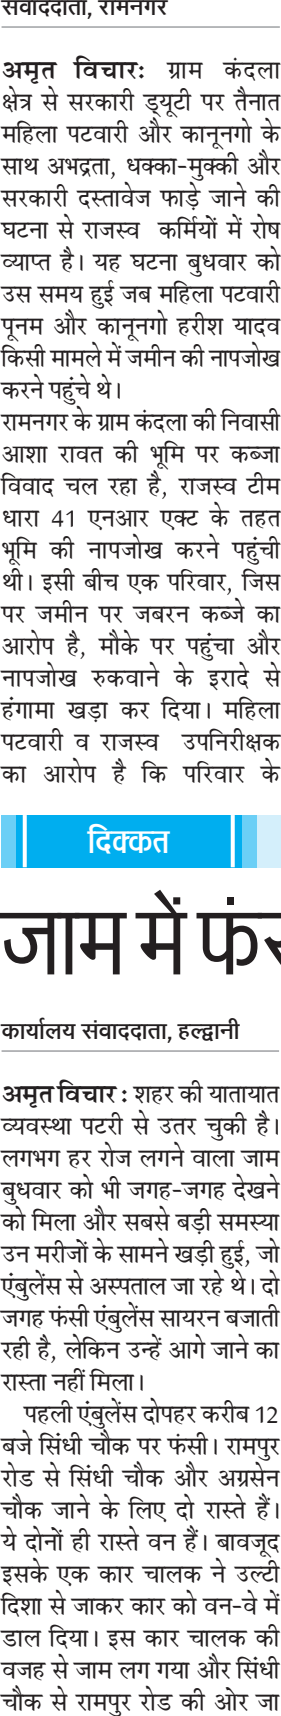 संवाददाता, रामनगर
अमृत विचारः ग्राम कंदला
क्षेत्र से सरकारी ड्यूटी पर तैनात
महिला पटवारी और कानूनगो के
साथ अभद्रता, धक्का-मुक्की और
सरकारी दस्तावेज फाड़े जाने की
घटना से राजस्व कर्मियों में रोष
व्याप्त है। यह घटना बुधवार को
उस समय हुई जब महिला पटवारी
पूनम और कानूनगो हरीश यादव
किसी मामले में जमीन की नापजोख
करने पहुंचे थे।
रामनगर के ग्राम कंदला की निवासी
आशा रावत की भूमि पर कब्जा
विवाद चल रहा है, राजस्व टीम
धारा 41 एनआर एक्ट के तहत
भूमि की नापजोख करने पहुंची
थी। इसी बीच एक परिवार, जिस
पर जमीन पर जबरन कब्जे का
आरोप है, मौके पर पहुंचा और
नापजोख रुकवाने के इरादे से
हंगामा खड़ा कर दिया। महिला
पटवारी व राजस्व उपनिरीक्षक
का आरोप है कि परिवार के
दिक्कत
जाम में
कार्यालय संवाददाता, हल्द्वानी
अमृत विचार : शहर की यातायात
व्यवस्था पटरी से उतर चुकी है।
लगभग हर रोज लगने वाला जाम
बुधवार को भी जगह-जगह देखने
को मिला और सबसे बड़ी समस्या
उन मरीजों के सामने खड़ी हुई, जो
एंबुलेंस से अस्पताल जा रहे थे। दो
जगह फंसी एंबुलेंस सायरन बजाती
रही है, लेकिन उन्हें आगे जाने का
रास्ता नहीं मिला।
पहली एंबुलेंस दोपहर करीब 12
बजे सिंधी चौक पर फंसी। रामपुर
रोड से सिंधी चौक और अग्रसेन
चौक जाने के लिए दो रास्ते हैं।
ये दोनों ही रास्ते वन हैं। बावजूद
इसके एक कार चालक ने उल्टी
दिशा से जाकर कार को वन-वे में
डाल दिया। इस कार चालक की
वजह से जाम लग गया और सिंधी
चौक से रामपुर रोड की ओर जा